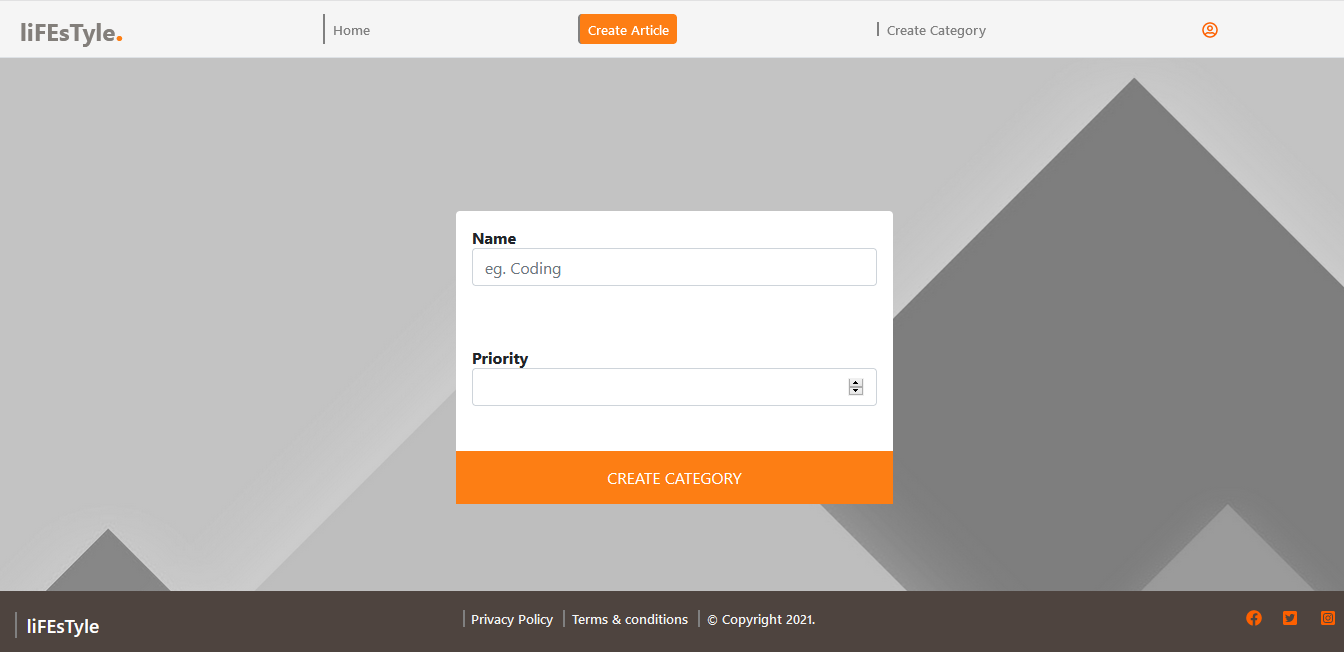 liFEsTyle.
Home
Create Article
Create Category
Name
eg. Coding
Priority
CREATE CATEGORY
liFEsTyle
Privacy Policy
Terms & conditions
© Copyright 2021.